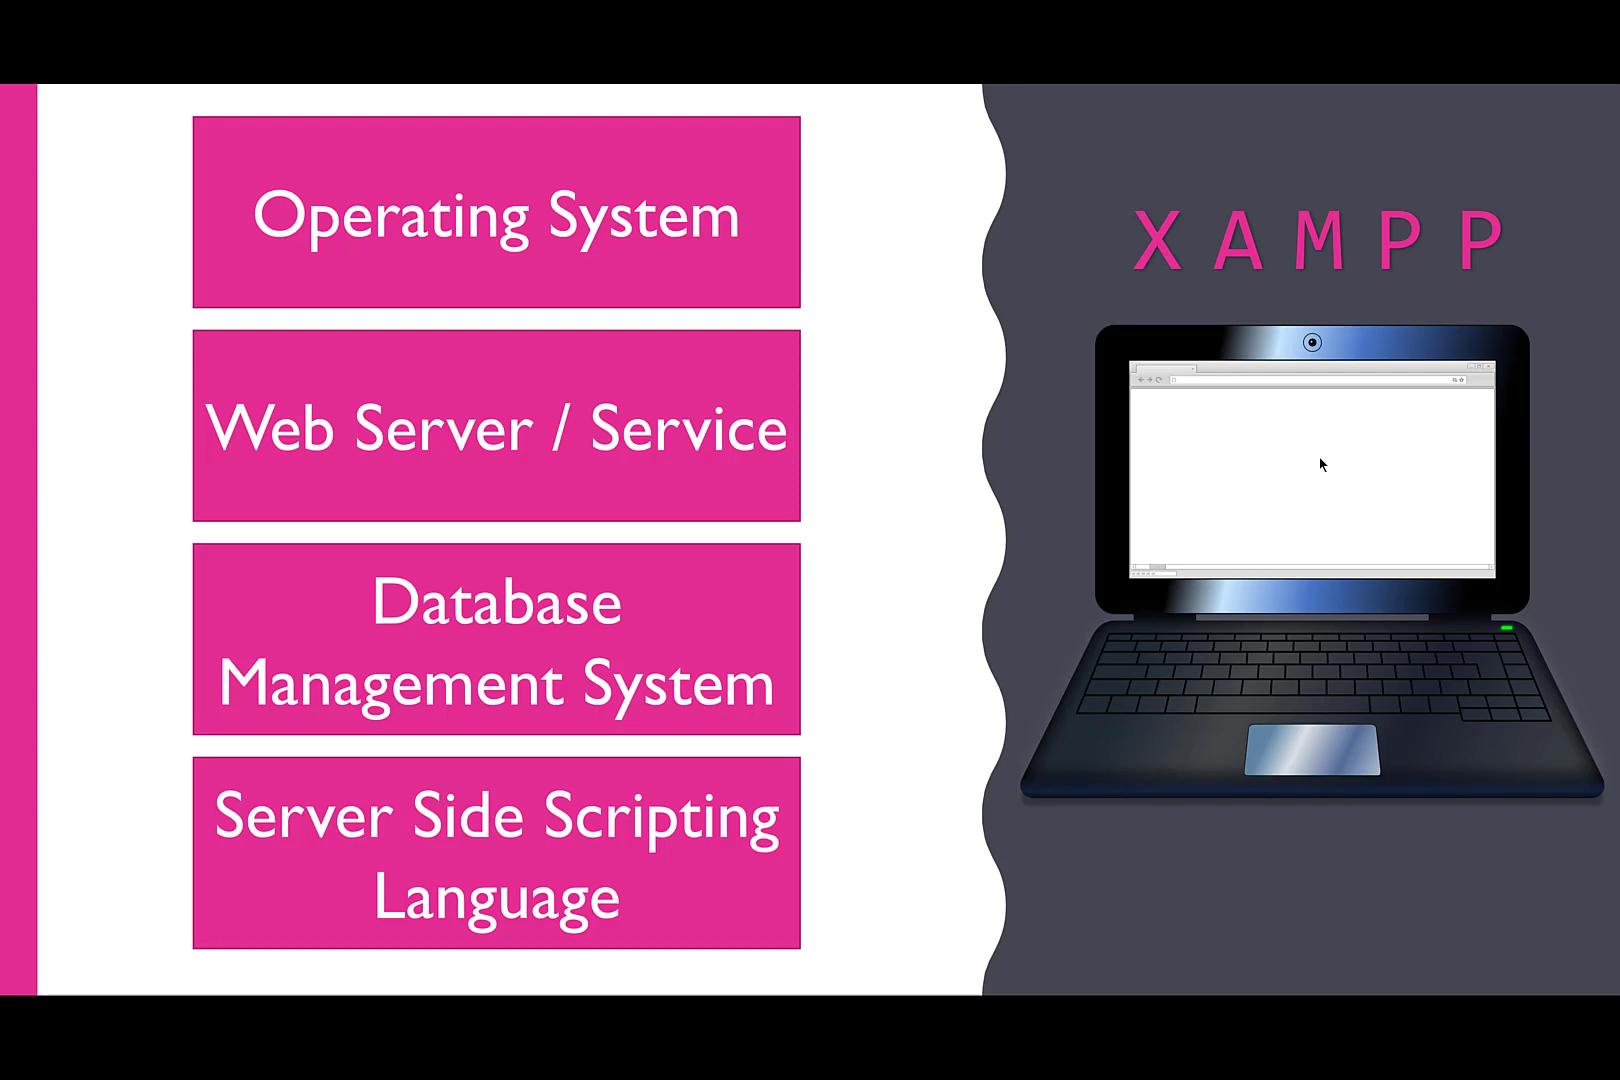 Operating System
Web Server / Service
Database
Management System
Server Side Scripting
Language
X A M P P